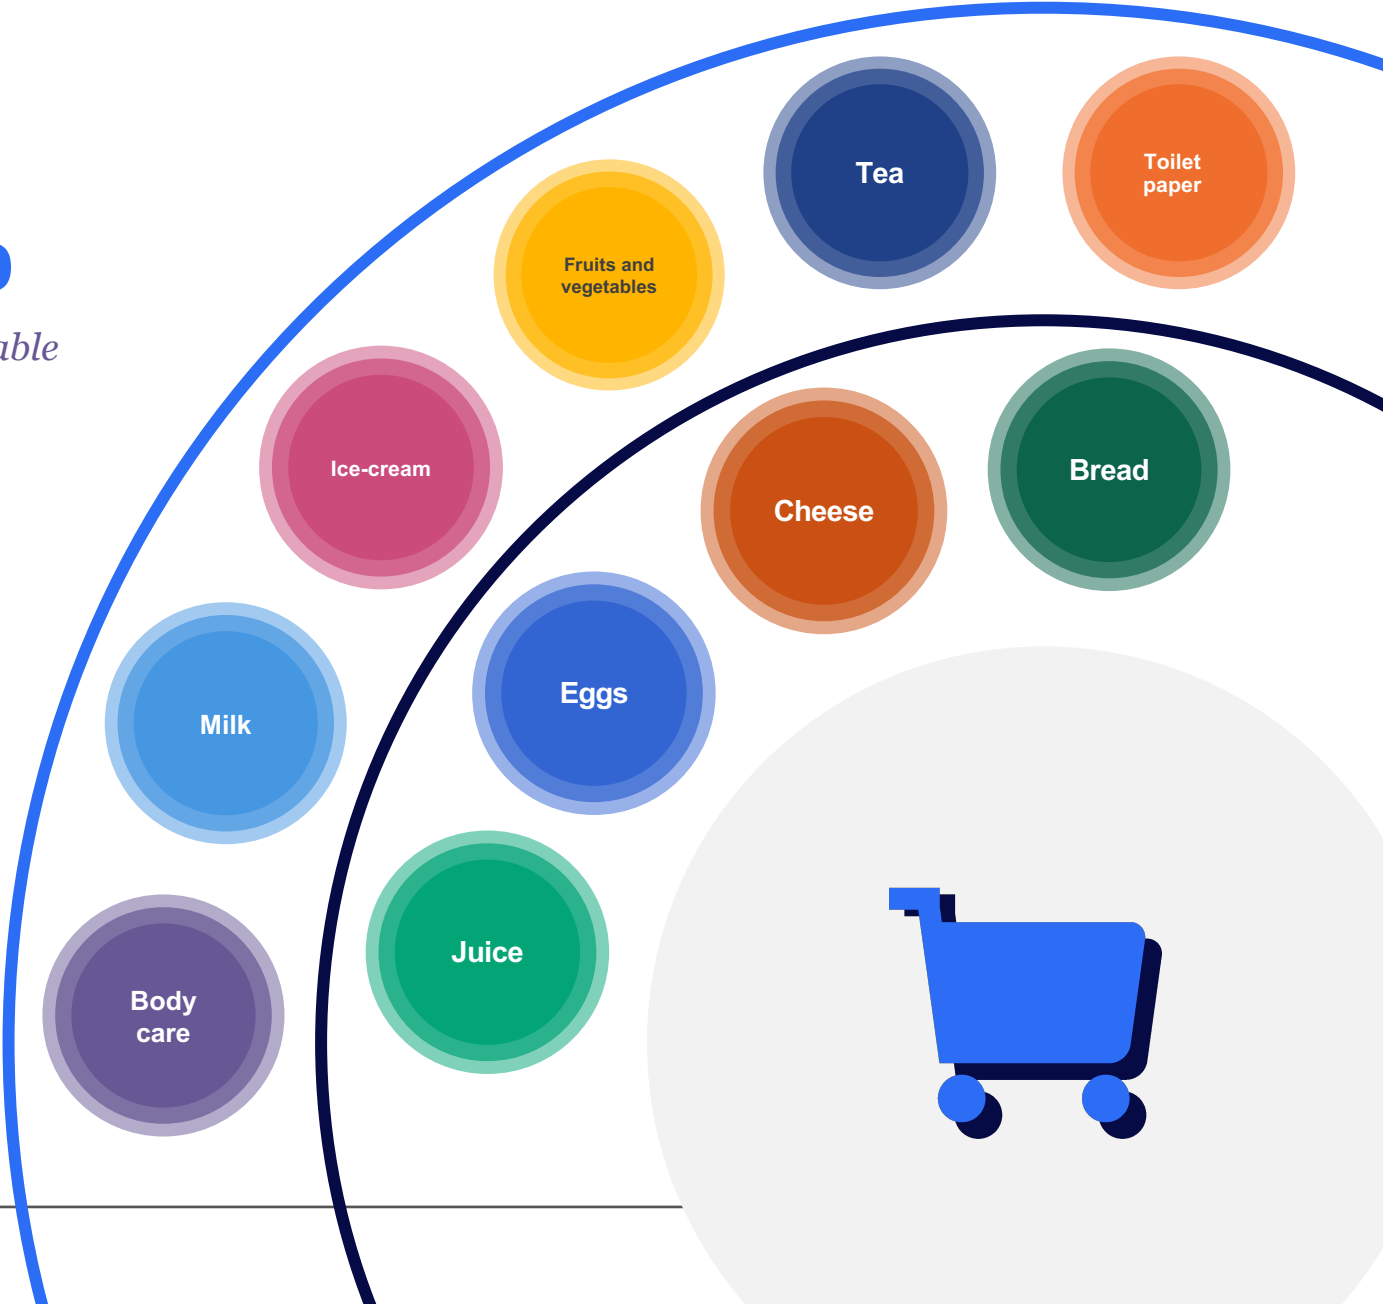 Tea
Toilet
paper
Fruits and
vegetables
Ice-cream
Cheese
Bread
Eggs
Milk
Juice
Body
care